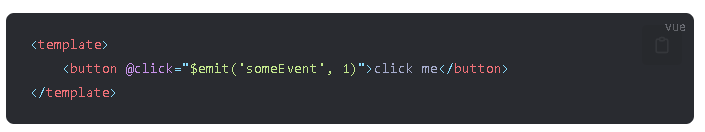 vue
<template>
    <button @click="$emit('someEvent', 1)">click me</button>
</template>